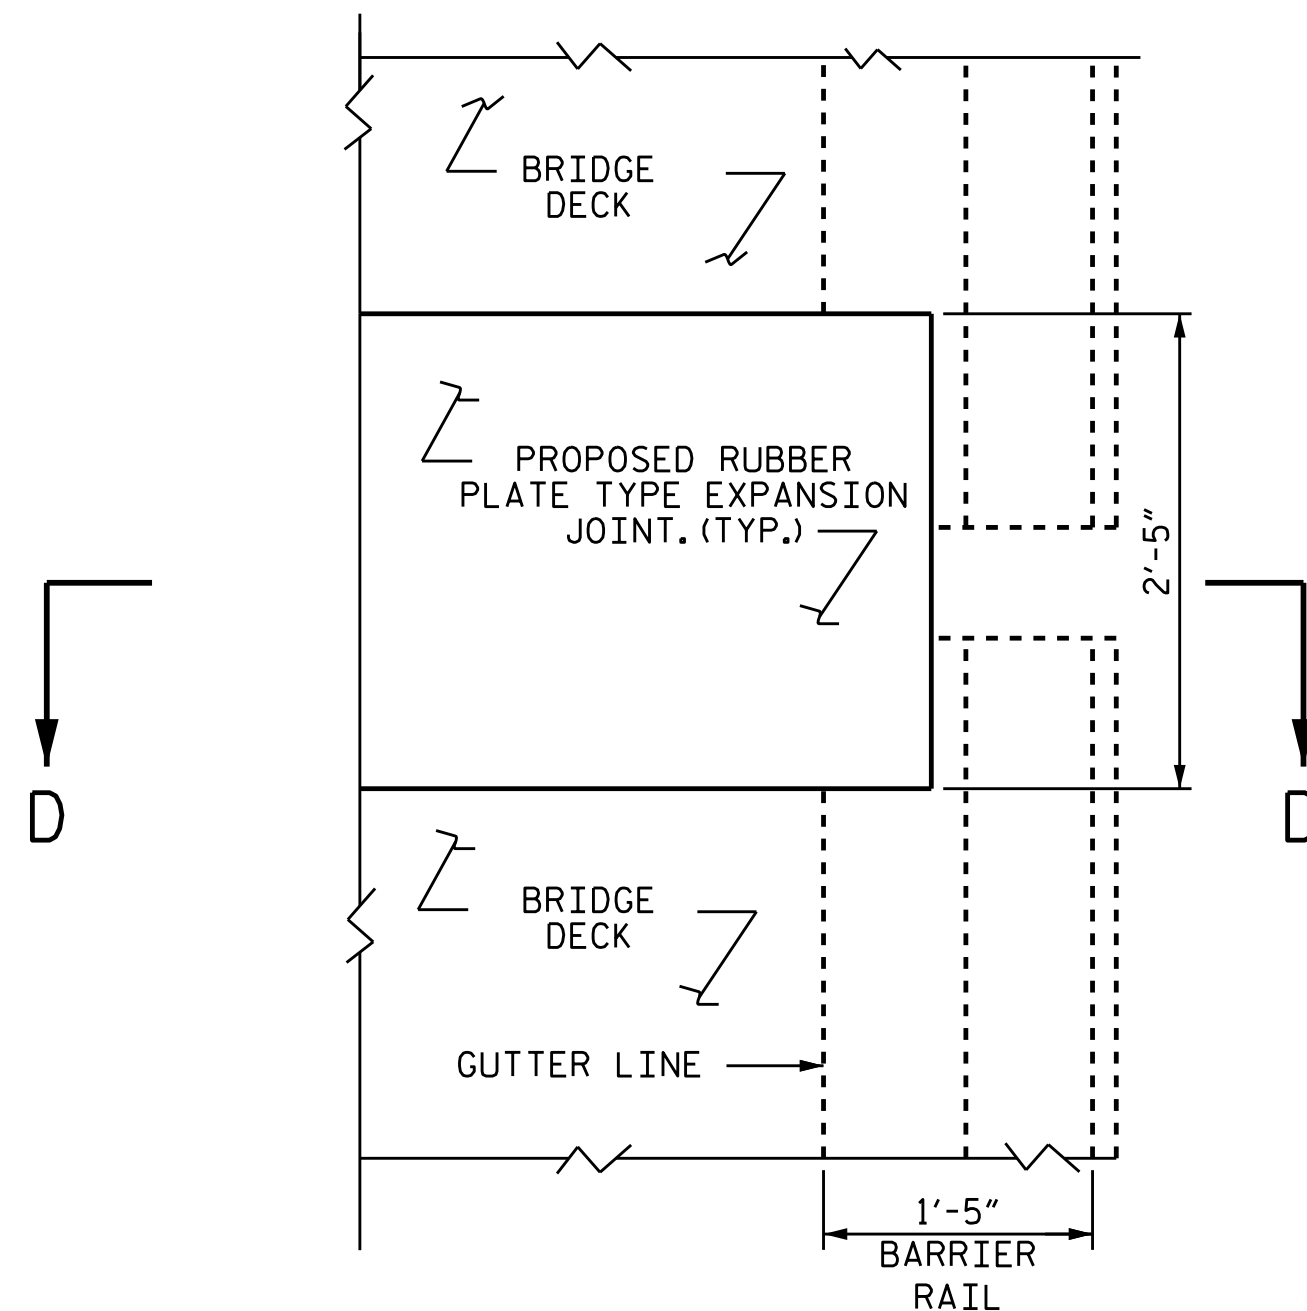 BRIDGE
DECK
PROPOSED RUBBER
PLATE TYPE EXPANSION
JOINT.(TYP.)
2'-5"
D
D
BRIDGE
DECK
GUTTER LINE
1'-5"
BARRIER
RAIL